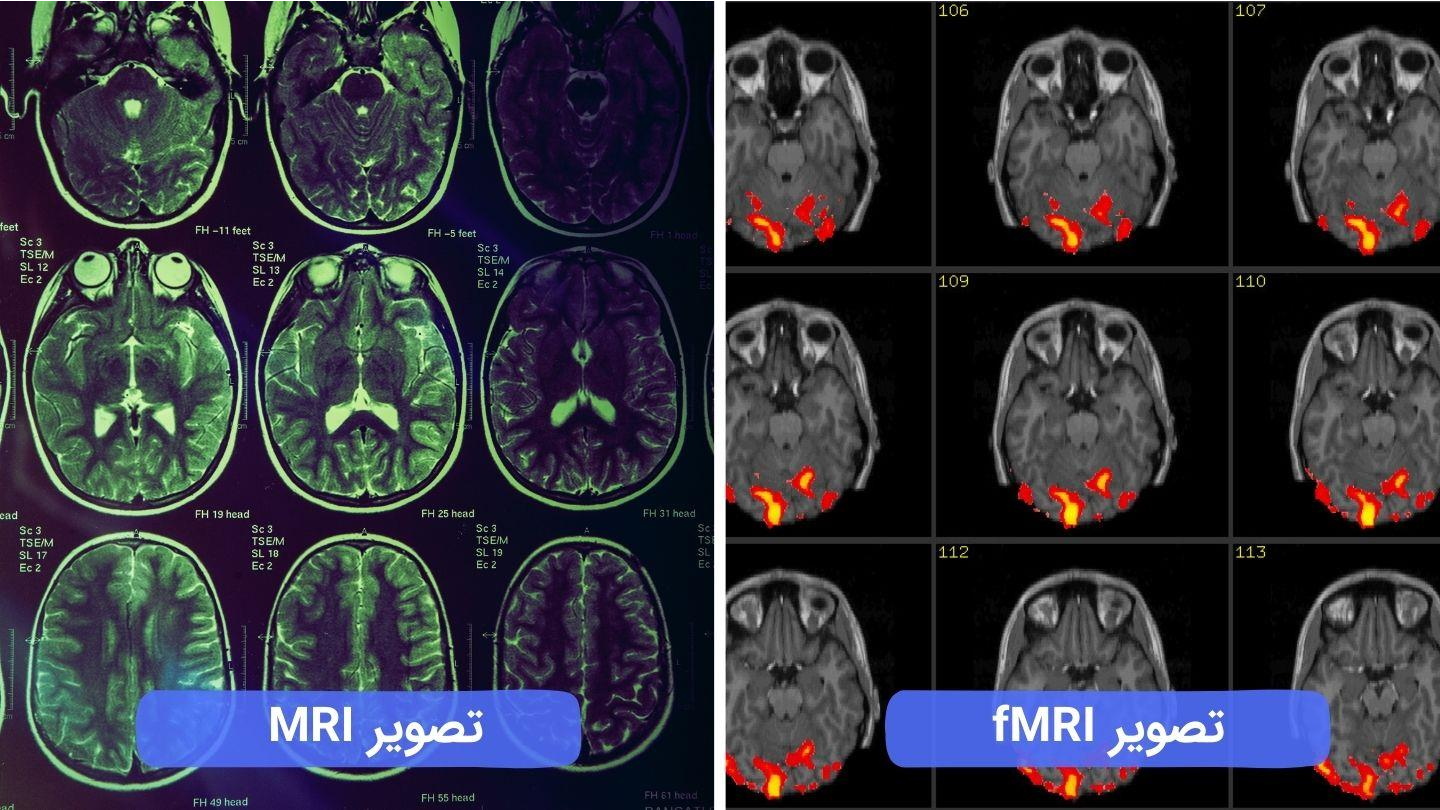 feet
FH -11 feet
FH -5 feet
FH 1 head
Sc 3
TSE/M
SL 12
Ec 2
Sc 3
TSE/M
SL 13
Ec 2
Sc 3
TSE/M
SL 14
Ec 2
FH 19 head
FH 25 head
FH 31 head
Sc 3
TSE/M
SL 17
Ec 2
Sc 3
TSE/M
SL 18
Ec 2
Sc 3
TSE/M
SL 19
Ec 2
تصویر MRI
FH 49 head
FH 55 head
FH 61 head
106
107
109
110
112
113
تصویر fMRI